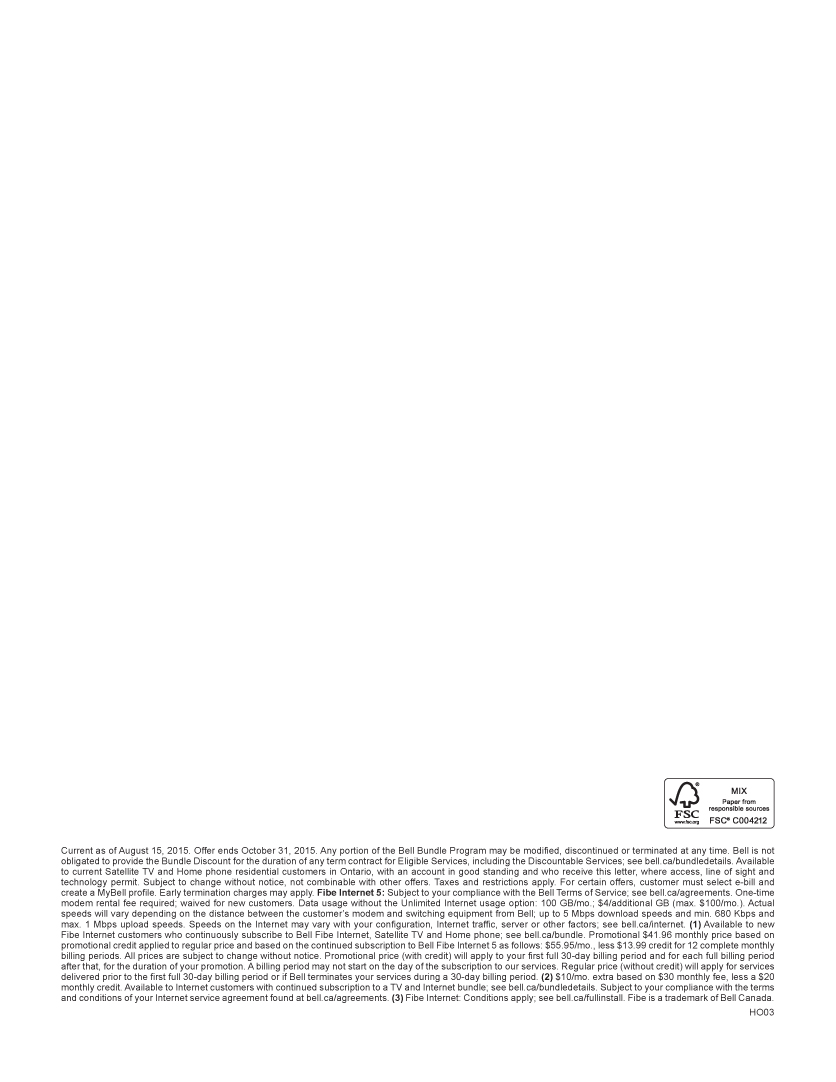 MIX
Paper from
responsible sources
FSC® C004212
FSC
www.fsc.org
®
Current as of August 15, 2015. Offer ends October 31, 2015. Any portion of the Bell Bundle Program may be modified, discontinued or terminated at any time. Bell is not
obligated to provide the Bundle Discount for the duration of any term contract for Eligible Services, including the Discountable Services; see bell.ca/bundledetails. Available
to current Satellite TV and Home phone residential customers in Ontario, with an account in good standing and who receive this letter, where access, line of sight and
technology permit. Subject to change without notice, not combinable with other offers. Taxes and restrictions apply. For certain offers, customer must select e-bill and
create a MyBell profile. Early termination charges may apply. Fibe Internet 5: Subject to your compliance with the Bell Terms of Service; see bell.ca/agreements. One-time
modem rental fee required; waived for new customers. Data usage without the Unlimited Internet usage option: 100 GB/mo.; $4/additional GB (max. $100/mo.). Actual
speeds will vary depending on the distance between the customer's modem and switching equipment from Bell; up to 5 Mbps download speeds and min. 680 Kbps and
max. 1 Mbps upload speeds. Speeds on the Internet may vary with your configuration, Internet traffic, server or other factors; see bell.ca/internet. (1) Available to new
Fibe Internet customers who continuously subscribe to Bell Fibe Internet, Satellite TV and Home phone; see bell.ca/bundle. Promotional $41.96 monthly price based on
promotional credit applied to regular price and based on the continued subscription to Bell Fibe Internet 5 as follows: $55.95/mo., less $13.99 credit for 12 complete monthly
billing periods. All prices are subject to change without notice. Promotional price (with credit) will apply to your first full 30-day billing period and for each full billing period
after that, for the duration of your promotion. A billing period may not start on the day of the subscription to our services. Regular price (without credit) will apply for services
delivered prior to the first full 30-day billing period or if Bell terminates your services during a 30-day billing period. (2) $10/mo. extra based on $30 monthly fee, less a $20
monthly credit. Available to Internet customers with continued subscription to a TV and Internet bundle; see bell.ca/bundledetails. Subject to your compliance with the terms
and conditions of your Internet service agreement found at bell.ca/agreements. (3) Fibe Internet: Conditions apply; see bell.ca/fullinstall. Fibe is a trademark of Bell Canada.
HO03